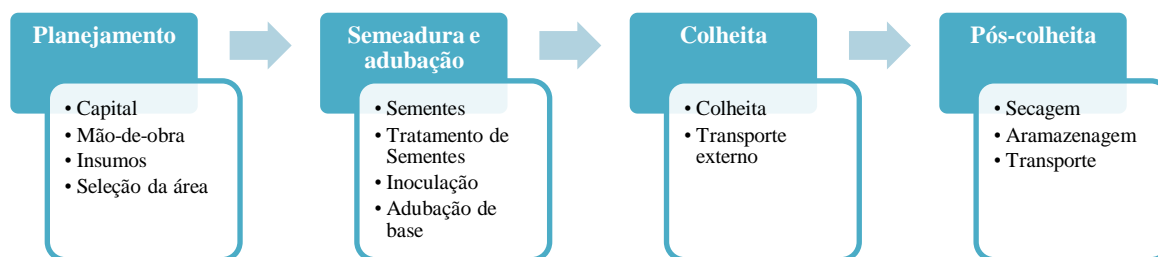 Planejamento
• Capital
• Mão-de-obra
• Insumos
• Seleção da área
Semeadura e
adubação
• Sementes
• Tratamento de
Sementes
• Inoculação
• Adubação de
base
Colheita
• Colheita
• Transporte
externo
Pós-colheita
• Secagem
• Aramazenagem
• Transporte